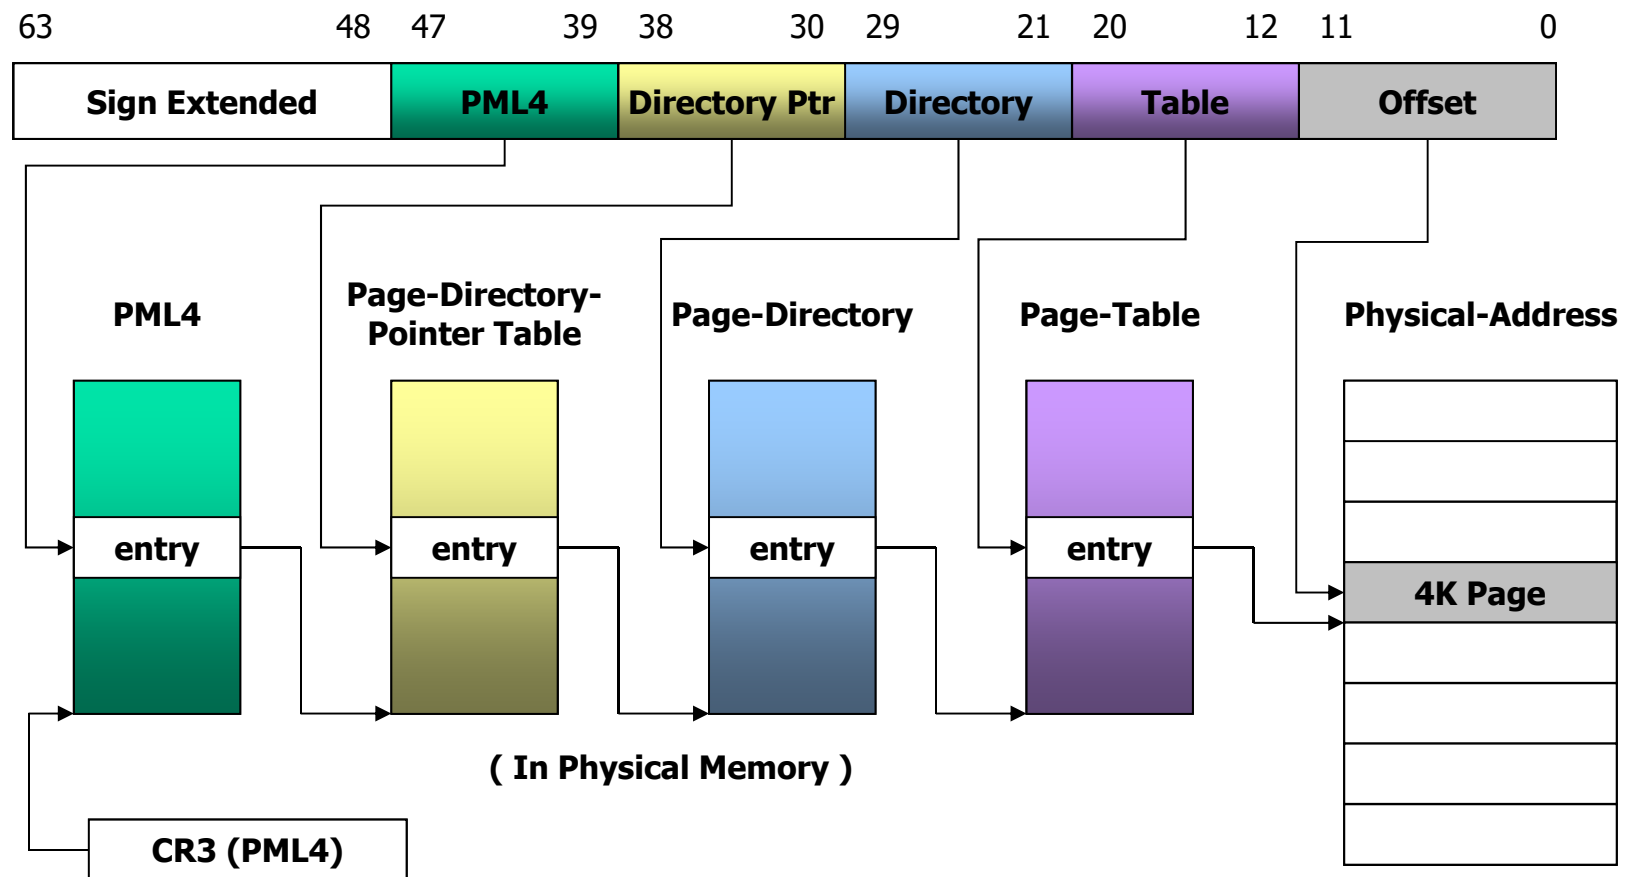 63 48 47 39 38 30 29 21 20 12 11 0
Sign Extended PML4 Directory Ptr Directory Table Offset
PML4
Page-Directory-
Pointer Table
Page-Directory
Page-Table
Physical-Address
entry entry entry entry
4K Page
( In Physical Memory )
CR3 (PML4)